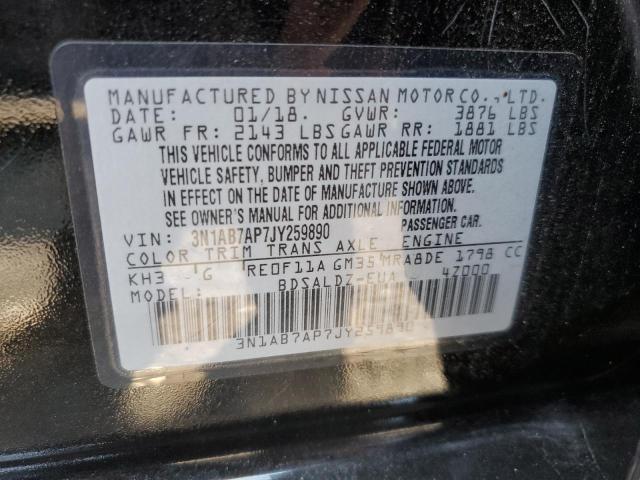 MANUFACTURED BY NISSAN MOTOR CO., LTD.
DATE: 01/18. GVWR: 3876 LBS
GAWR FR: 2143 LBS GAWR RR: 1881 LBS
THIS VEHICLE CONFORMS TO ALL APPLICABLE FEDERAL MOTOR
VEHICLE SAFETY, BUMPER AND THEFT PREVENTION STANDARDS
IN EFFECT ON THE DATE OF MANUFACTURE SHOWN ABOVE.
SEE OWNER'S MANUAL FOR ADDITIONAL INFORMATION.
VIN: 3N1AB7AP7JY259890 PASSENGER CAR.
COLOR TRIM TRANS AXLE ENGINE
KH3 G RE0F11A GM35 MRA8DE 1798 CC
MODEL: BDSALDZ-EUA 4Z000
3N1AB7AP7JY259890